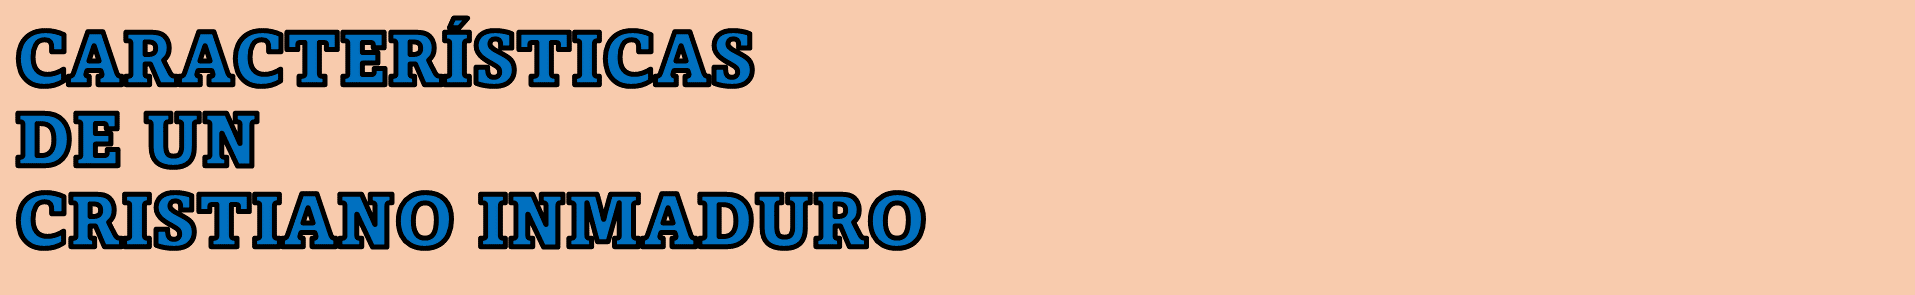 CARACTERÍSTICAS
DE UN
CRISTIANO INMADURO